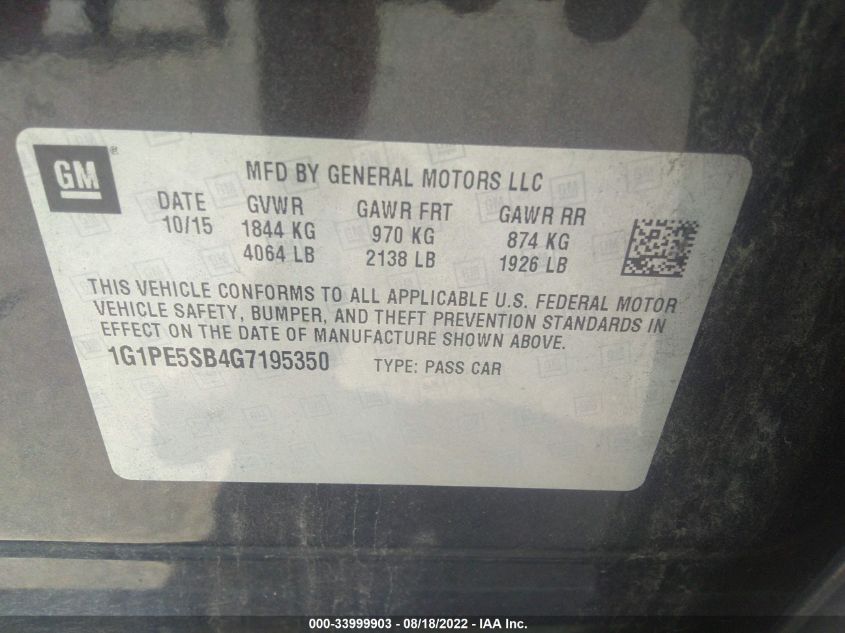 GM®
MFD BY GENERAL MOTORS LLC
DATE GVWR GAWR FRT GAWR RR
10/15 1844 KG 970 KG 874 KG
4064 LB 2138 LB 1926 LB
THIS VEHICLE CONFORMS TO ALL APPLICABLE U.S. FEDERAL MOTOR
VEHICLE SAFETY, BUMPER, AND THEFT PREVENTION STANDARDS IN
EFFECT ON THE DATE OF MANUFACTURE SHOWN ABOVE.
1G1PE5SB4G7195350 TYPE: PASS CAR
000-33999903 - 08/18/2022 - IAA Inc.